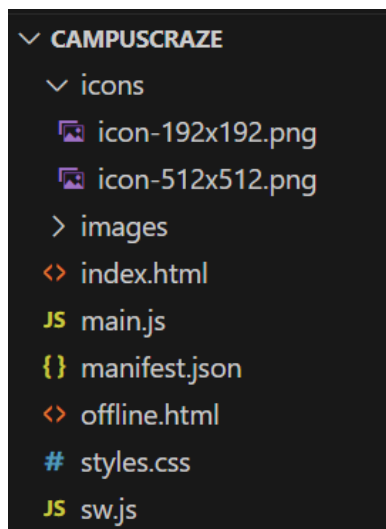 CAMPUSCRAZE
icons
icon-192x192.png
icon-512x512.png
images
<> index.html
JS main.js
{} manifest.json
<> offline.html
# styles.css
JS sw.js